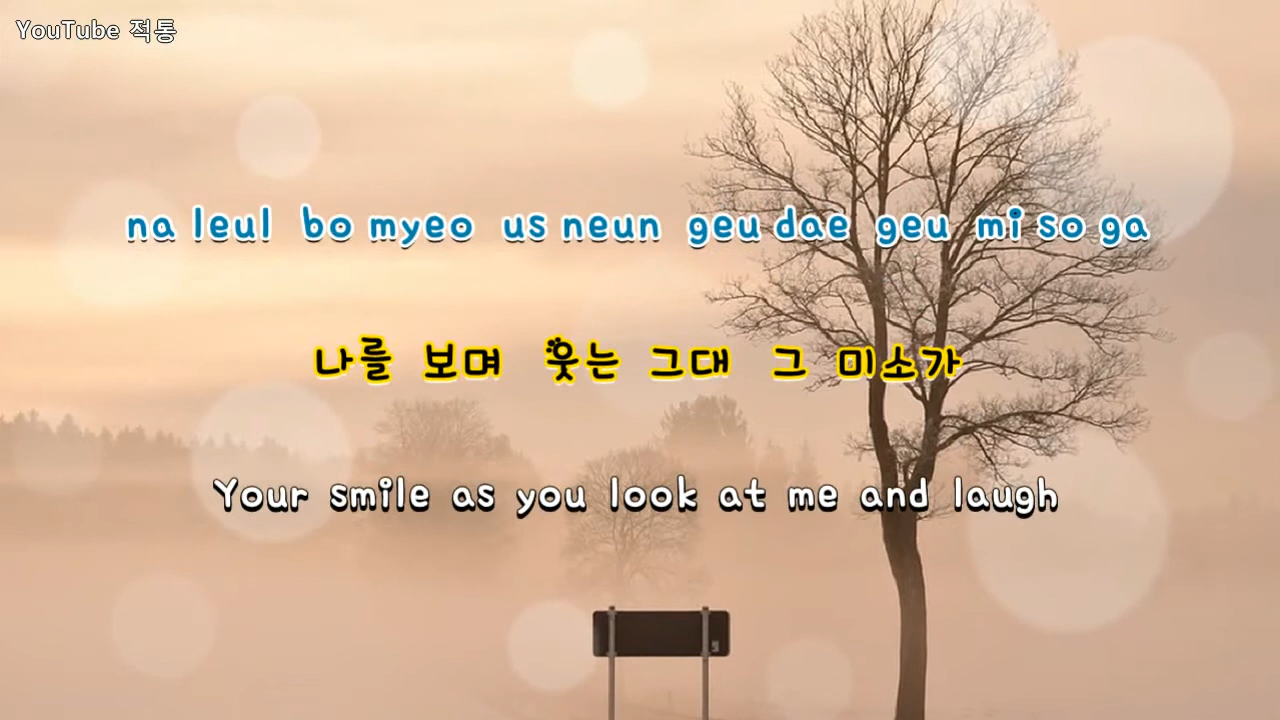 YouTube 적통
na leul bo myeo us neun geu dae geu mi so ga
나를 보며 웃는 그대 그 미소가
Your smile as you look at me and laugh